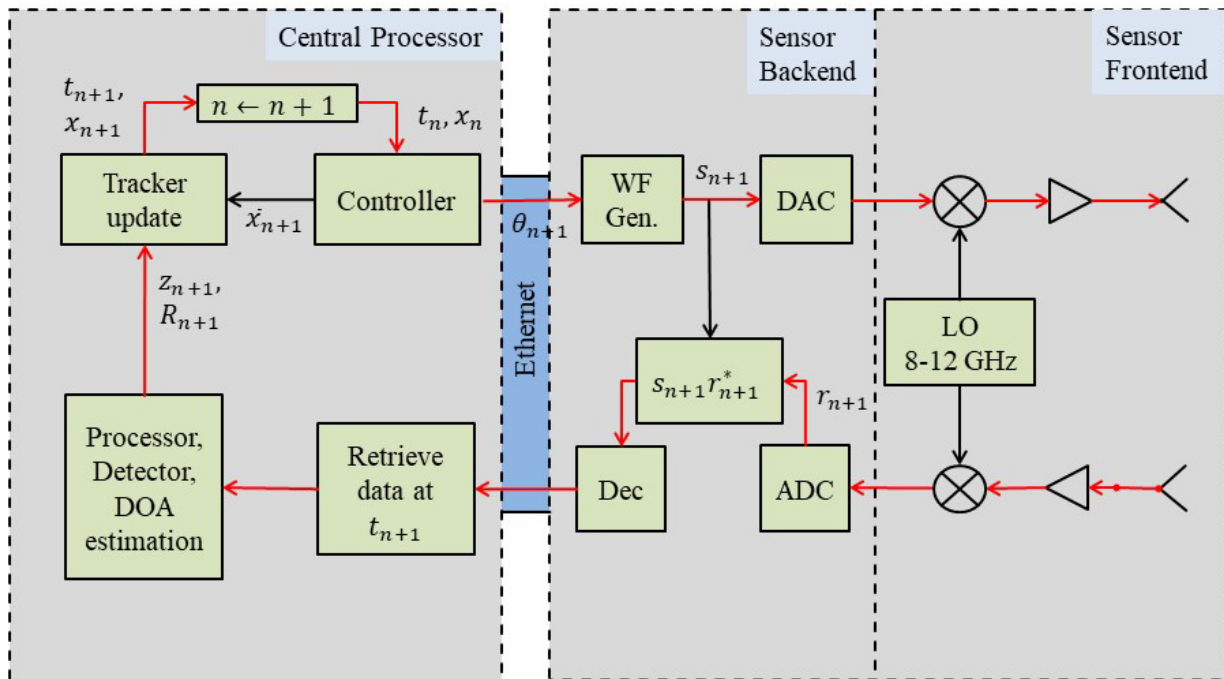 Central Processor
Sensor
Backend
Sensor
Frontend
t_{n+1},
x_{n+1}
n ← n + 1
t_n, x_n
Tracker
update
Controller
x̄_{n+1}
θ_{n+1}
WF
Gen.
s_{n+1}
DAC
z_{n+1},
R_{n+1}
Ethernet
LO
8-12 GHz
s_{n+1}r*_{n+1}
r_{n+1}
Processor,
Detector,
DOA
estimation
Retrieve
data at
t_{n+1}
Dec
ADC